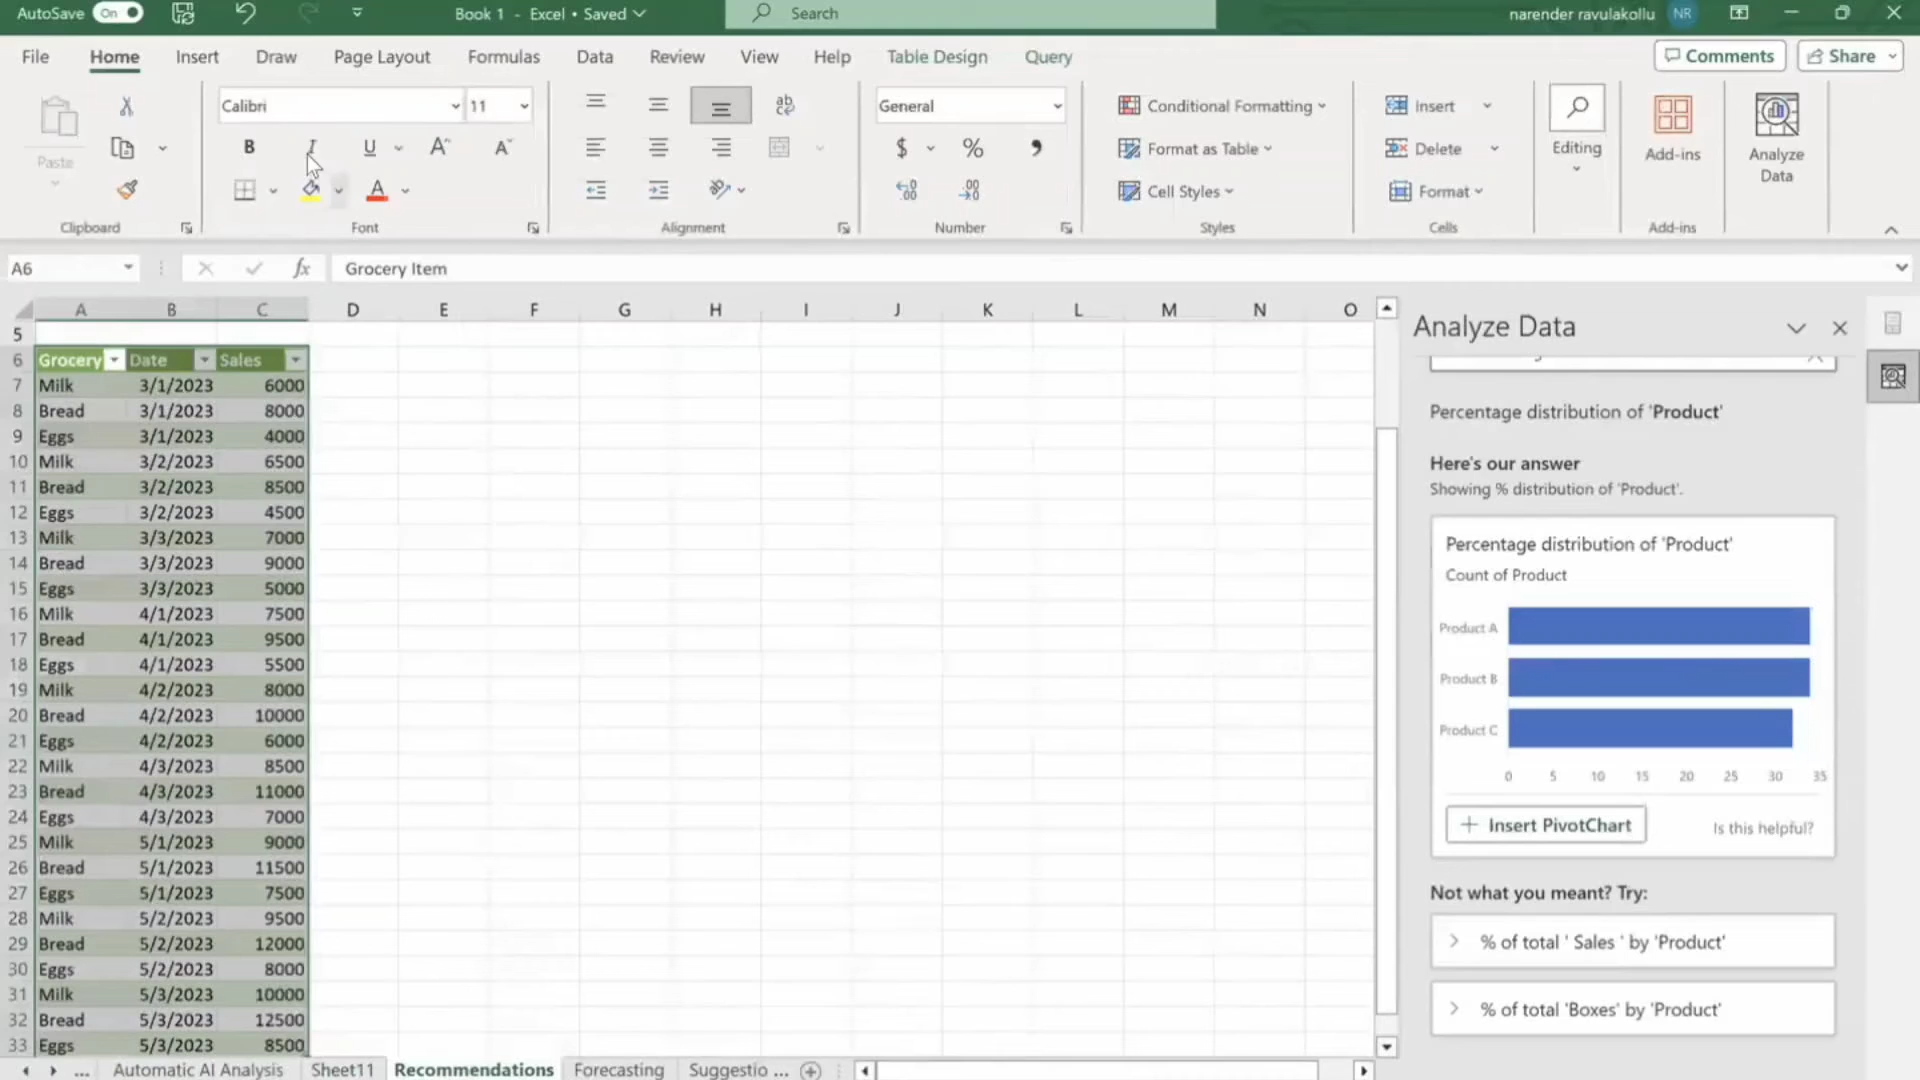 AutoSave On Book 1 - Excel • Saved Search narender ravulakollu NR
File Home Insert Draw Page Layout Formulas Data Review View Help Table Design Query Comments Share
Paste
Clipboard
Calibri 11
B I U A A
A
Font
ab
Alignment
General
$ % ,
Number
Conditional Formatting
Format as Table
Cell Styles
Styles
Insert
Delete
Format
Cells
Editing
Add-ins
Add-ins
Analyze
Data
A6 fx Grocery Item
A B C D E F G H I J K L M N O
5
6 Grocery Date Sales
7 Milk 3/1/2023 6000
8 Bread 3/1/2023 8000
9 Eggs 3/1/2023 4000
10 Milk 3/2/2023 6500
11 Bread 3/2/2023 8500
12 Eggs 3/2/2023 4500
13 Milk 3/3/2023 7000
14 Bread 3/3/2023 9000
15 Eggs 3/3/2023 5000
16 Milk 4/1/2023 7500
17 Bread 4/1/2023 9500
18 Eggs 4/1/2023 5500
19 Milk 4/2/2023 8000
20 Bread 4/2/2023 10000
21 Eggs 4/2/2023 6000
22 Milk 4/3/2023 8500
23 Bread 4/3/2023 11000
24 Eggs 4/3/2023 7000
25 Milk 5/1/2023 9000
26 Bread 5/1/2023 11500
27 Eggs 5/1/2023 7500
28 Milk 5/2/2023 9500
29 Bread 5/2/2023 12000
30 Eggs 5/2/2023 8000
31 Milk 5/3/2023 10000
32 Bread 5/3/2023 12500
33 Eggs 5/3/2023 8500
... Automatic AI Analysis Sheet11 Recommendations Forecasting Suggestio ...
Analyze Data
Percentage distribution of 'Product'
Here's our answer
Showing % distribution of 'Product'.
Percentage distribution of 'Product'
Count of Product
Product A
Product B
Product C
0 5 10 15 20 25 30 35
Insert PivotChart
Is this helpful?
Not what you meant? Try:
% of total ' Sales ' by 'Product'
% of total 'Boxes' by 'Product'